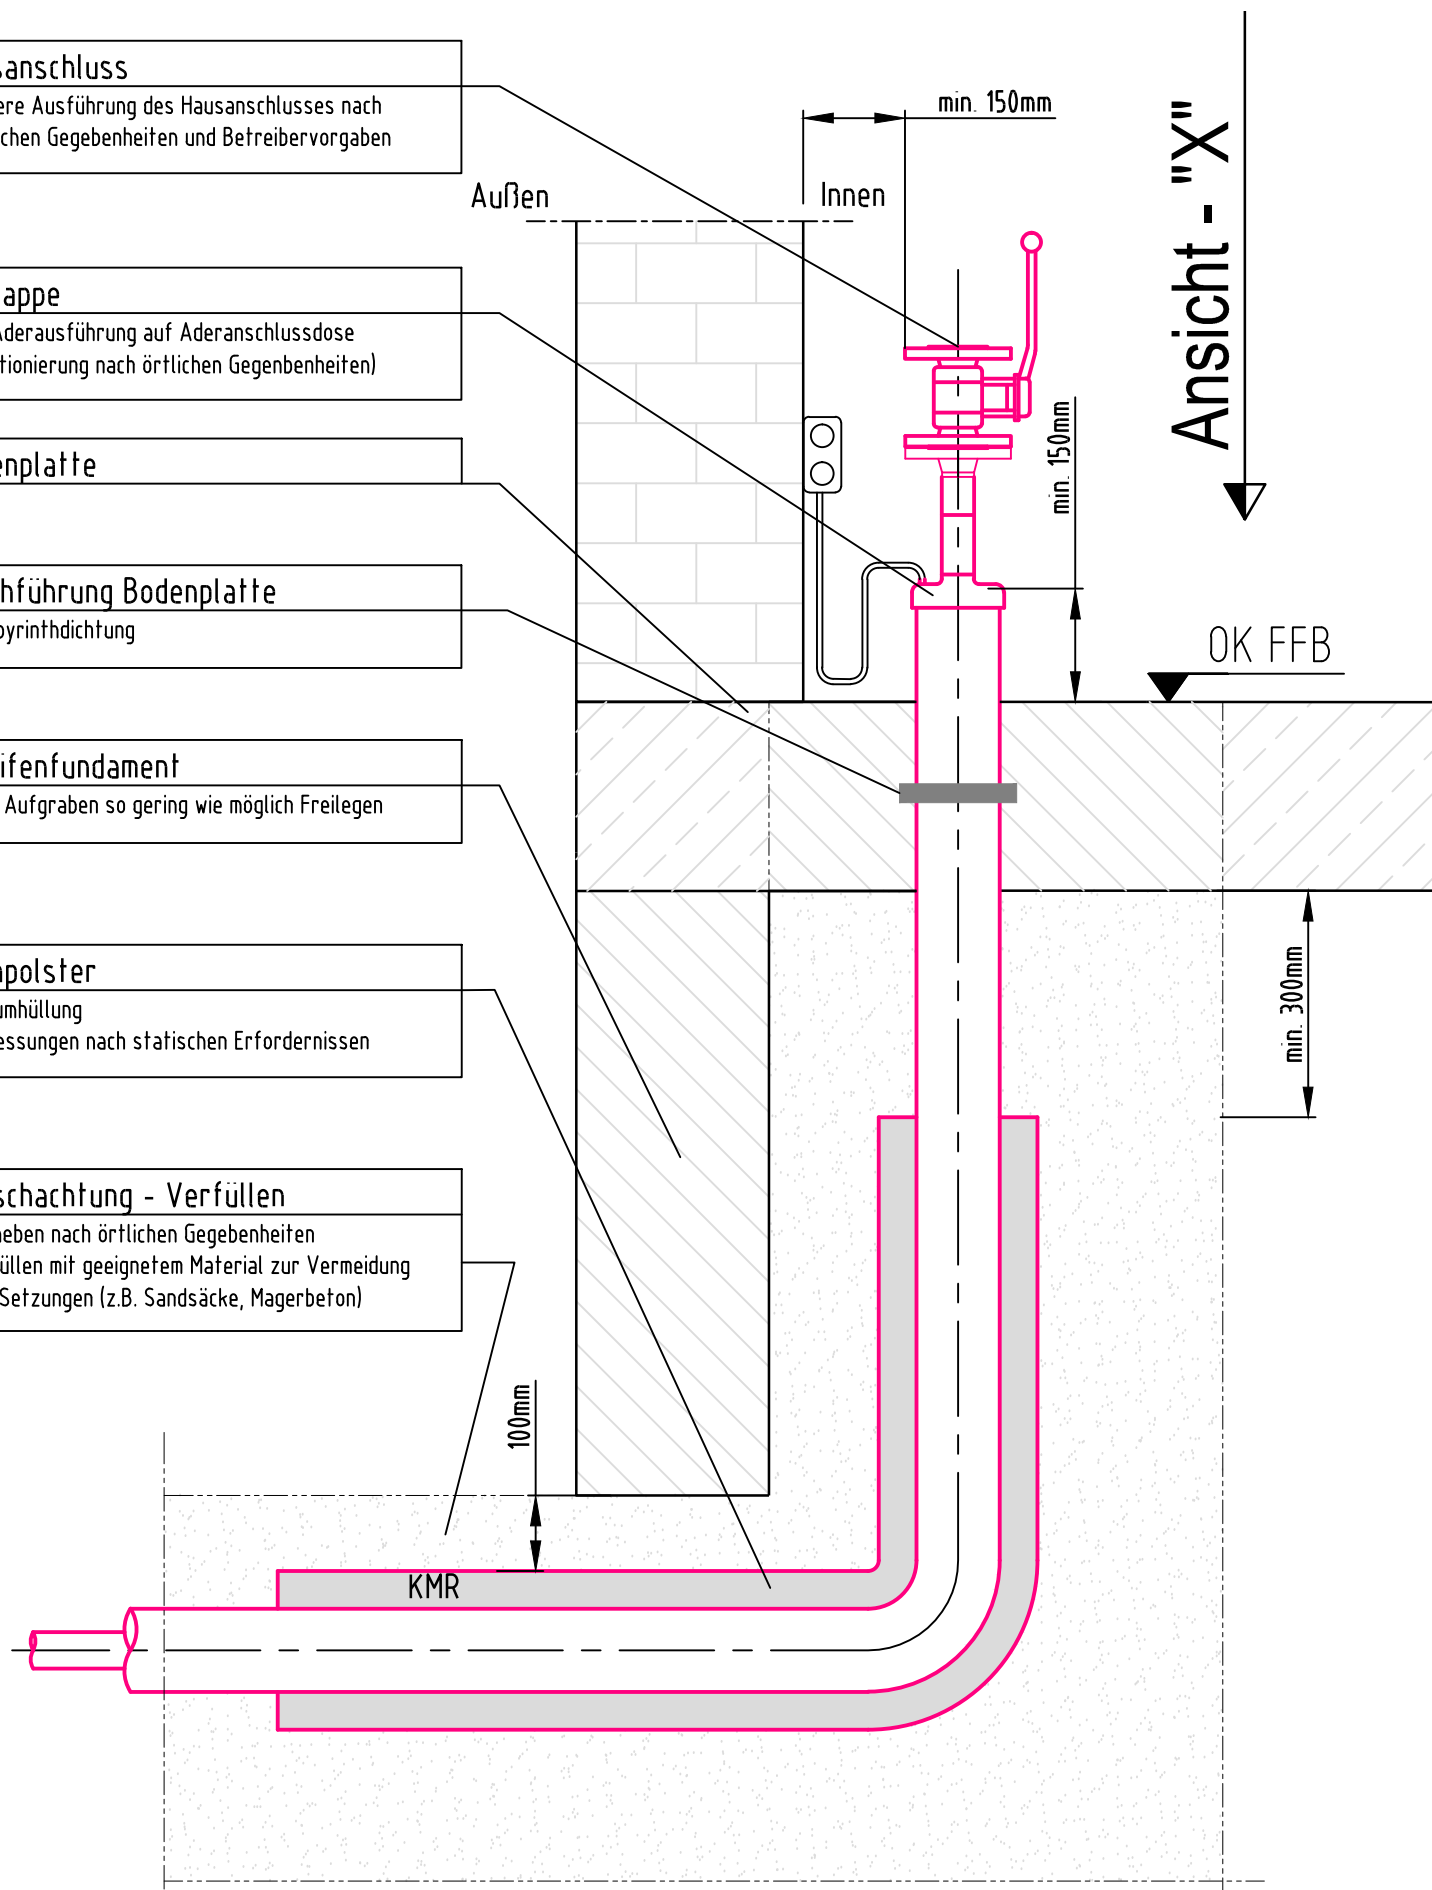 sanschluss
ere Ausführung des Hausanschlusses nach
chen Gegebenheiten und Betreibervorgaben
min. 150mm
Ansicht - "X"
Außen
Innen
appe
Aderausführung auf Aderanschlussdose
tionierung nach örtlichen Gegenbenheiten)
min. 150mm
enplatte
hführung Bodenplatte
byrinthdichtung
OK FFB
ifenfundament
Aufgraben so gering wie möglich Freilegen
npolster
umhüllung
essungen nach statischen Erfordernissen
min. 300mm
schachtung - Verfüllen
heben nach örtlichen Gegebenheiten
üllen mit geeignetem Material zur Vermeidung
Setzungen (z.B. Sandsäcke, Magerbeton)
100mm
KMR